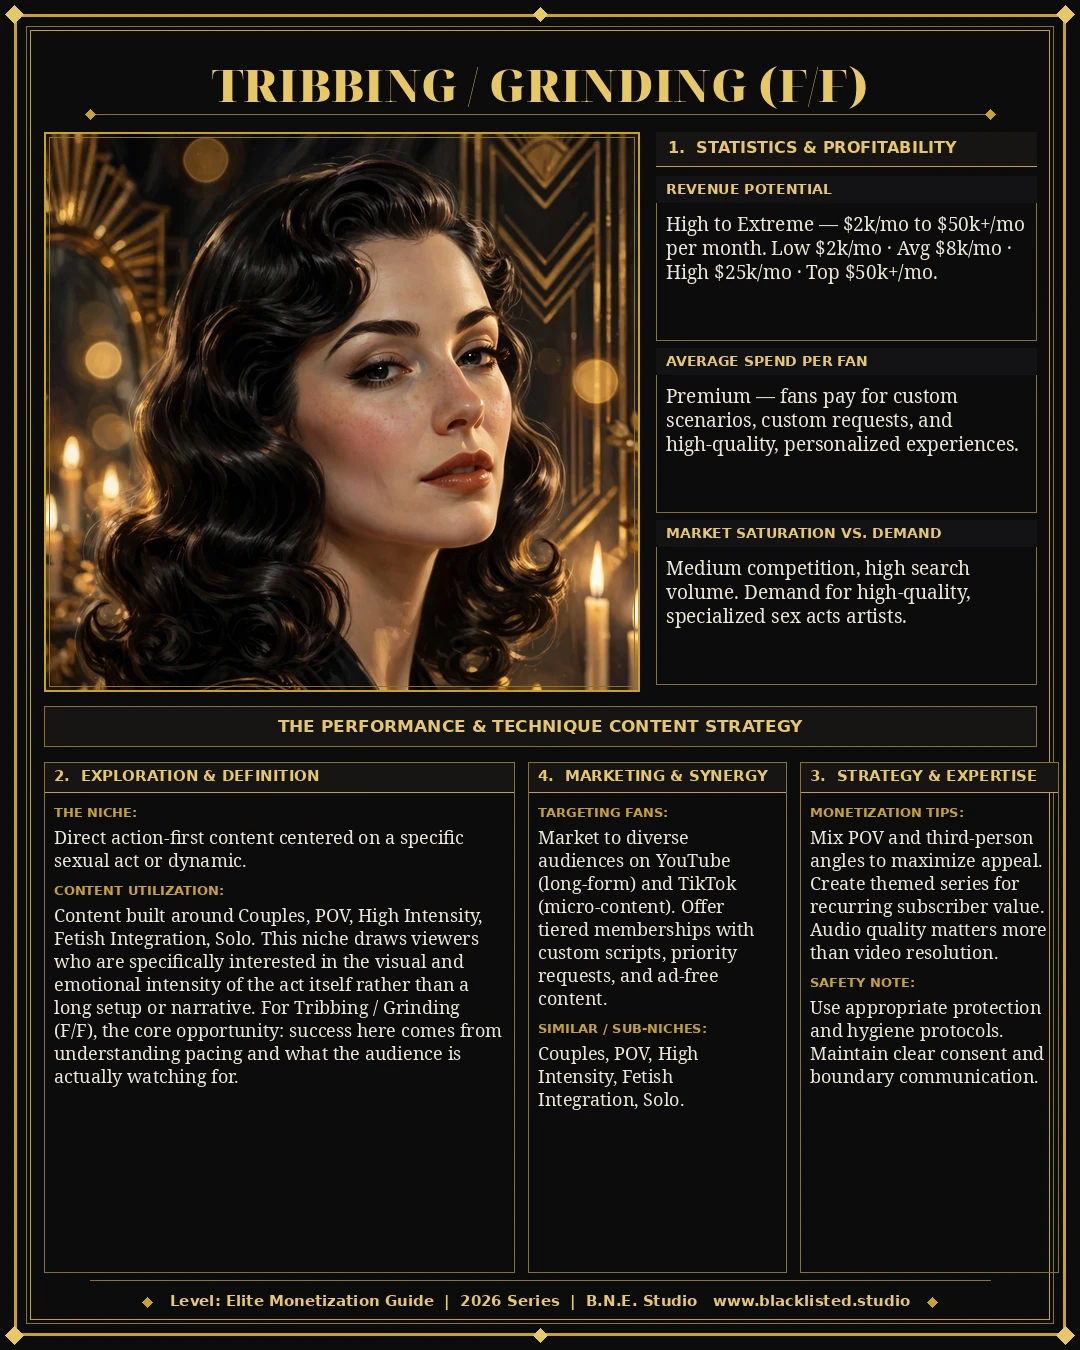 TRIBBING / GRINDING (F/F)
1. STATISTICS & PROFITABILITY
REVENUE POTENTIAL
High to Extreme — $2k/mo to $50k+/mo
per month. Low $2k/mo · Avg $8k/mo ·
High $25k/mo · Top $50k+/mo.
AVERAGE SPEND PER FAN
Premium — fans pay for custom
scenarios, custom requests, and
high-quality, personalized experiences.
MARKET SATURATION VS. DEMAND
Medium competition, high search
volume. Demand for high-quality,
specialized sex acts artists.
THE PERFORMANCE & TECHNIQUE CONTENT STRATEGY
2. EXPLORATION & DEFINITION
THE NICHE:
Direct action-first content centered on a specific
sexual act or dynamic.
CONTENT UTILIZATION:
Content built around Couples, POV, High Intensity,
Fetish Integration, Solo. This niche draws viewers
who are specifically interested in the visual and
emotional intensity of the act itself rather than a
long setup or narrative. For Tribbing / Grinding
(F/F), the core opportunity: success here comes from
understanding pacing and what the audience is
actually watching for.
4. MARKETING & SYNERGY
TARGETING FANS:
Market to diverse
audiences on YouTube
(long-form) and TikTok
(micro-content). Offer
tiered memberships with
custom scripts, priority
requests, and ad-free
content.
SIMILAR / SUB-NICHES:
Couples, POV, High
Intensity, Fetish
Integration, Solo.
3. STRATEGY & EXPERTISE
MONETIZATION TIPS:
Mix POV and third-person
angles to maximize appeal.
Create themed series for
recurring subscriber value.
Audio quality matters more
than video resolution.
SAFETY NOTE:
Use appropriate protection
and hygiene protocols.
Maintain clear consent and
boundary communication.
Level: Elite Monetization Guide | 2026 Series | B.N.E. Studio www.blacklisted.studio